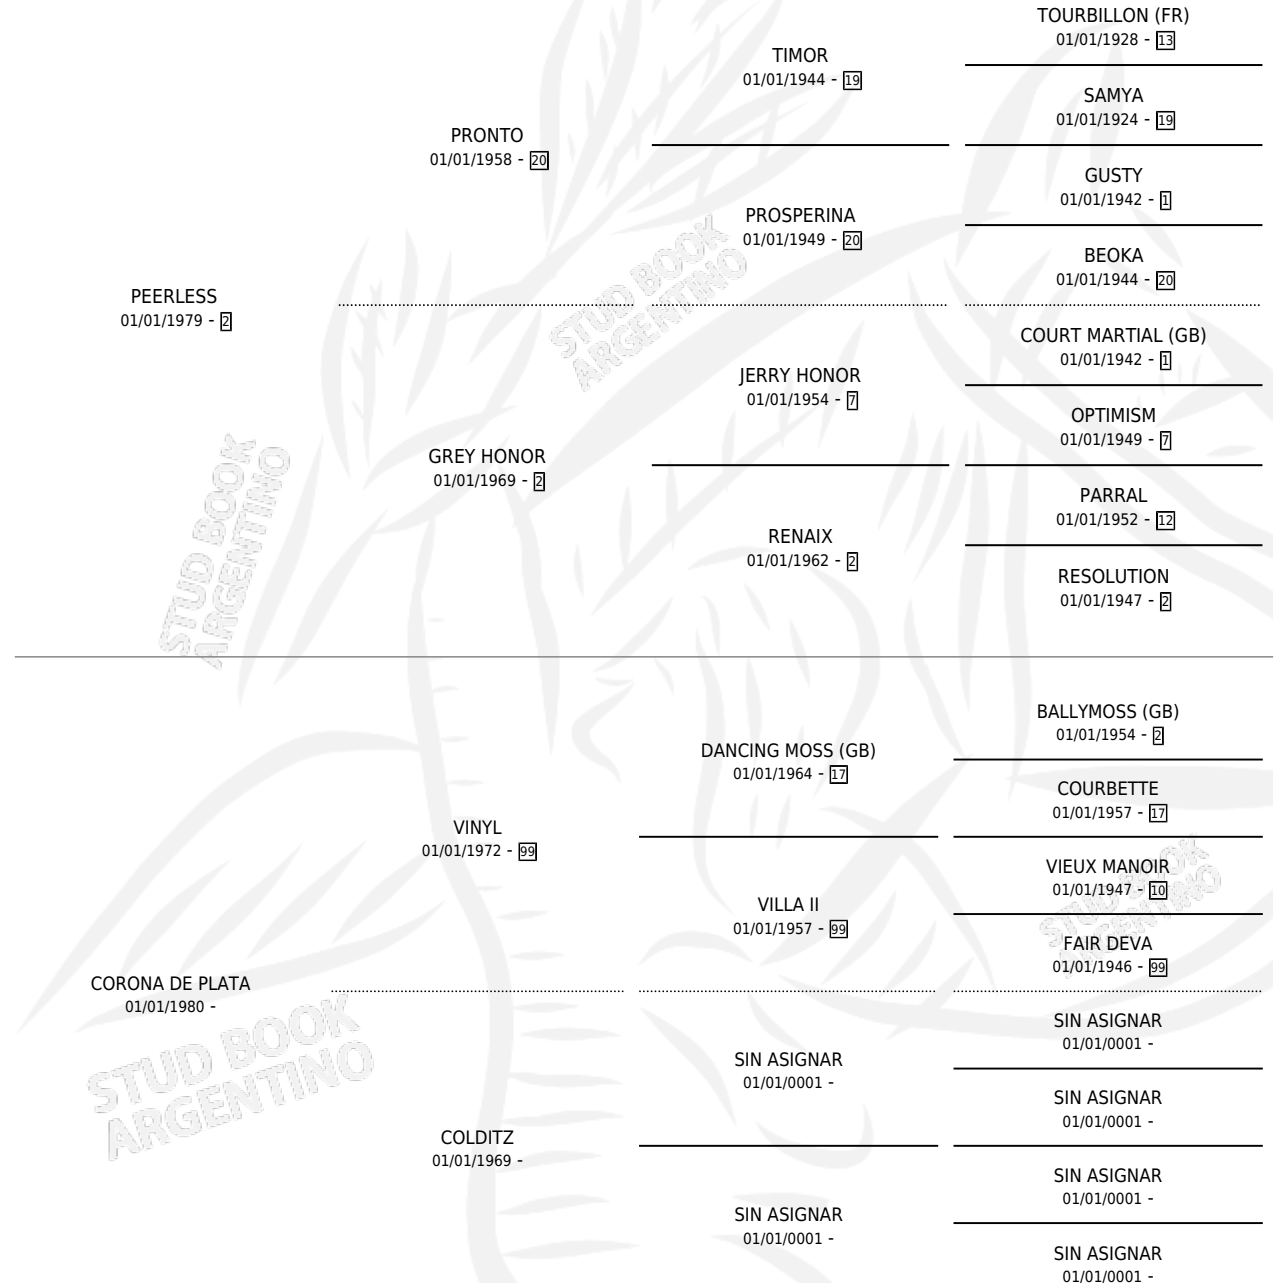 TOURBILLON (FR)
01/01/1928 - 13
TIMOR
01/01/1944 - 19
SAMYA
01/01/1924 - 19
PRONTO
01/01/1958 - 20
GUSTY
01/01/1942 - 1
PROSPERINA
01/01/1949 - 20
BEOKA
01/01/1944 - 20
PEERLESS
01/01/1979 - 2
COURT MARTIAL (GB)
01/01/1942 - 1
JERRY HONOR
01/01/1954 - 7
OPTIMISM
01/01/1949 - 7
GREY HONOR
01/01/1969 - 2
PARRAL
01/01/1952 - 12
RENAIX
01/01/1962 - 2
RESOLUTION
01/01/1947 - 2
STUD BOOK
ARGENTINO
STUD BOOK
ARGENTINO
BALLYMOSS (GB)
01/01/1954 - 2
DANCING MOSS (GB)
01/01/1964 - 17
COURBETTE
01/01/1957 - 17
VINYL
01/01/1972 - 99
VIEUX MANOIR
01/01/1947 - 10
VILLA II
01/01/1957 - 99
FAIR DEVA
01/01/1946 - 99
CORONA DE PLATA
01/01/1980 -
SIN ASIGNAR
01/01/0001 -
SIN ASIGNAR
01/01/0001 -
SIN ASIGNAR
01/01/0001 -
COLDITZ
01/01/1969 -
SIN ASIGNAR
01/01/0001 -
SIN ASIGNAR
01/01/0001 -
SIN ASIGNAR
01/01/0001 -
STUD BOOK
ARGENTINO
STUD BOOK
ARGENTINO